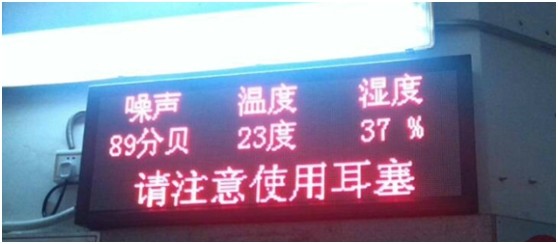 噪声 温度 湿度
89分贝 23度 37 %
请注意使用耳塞